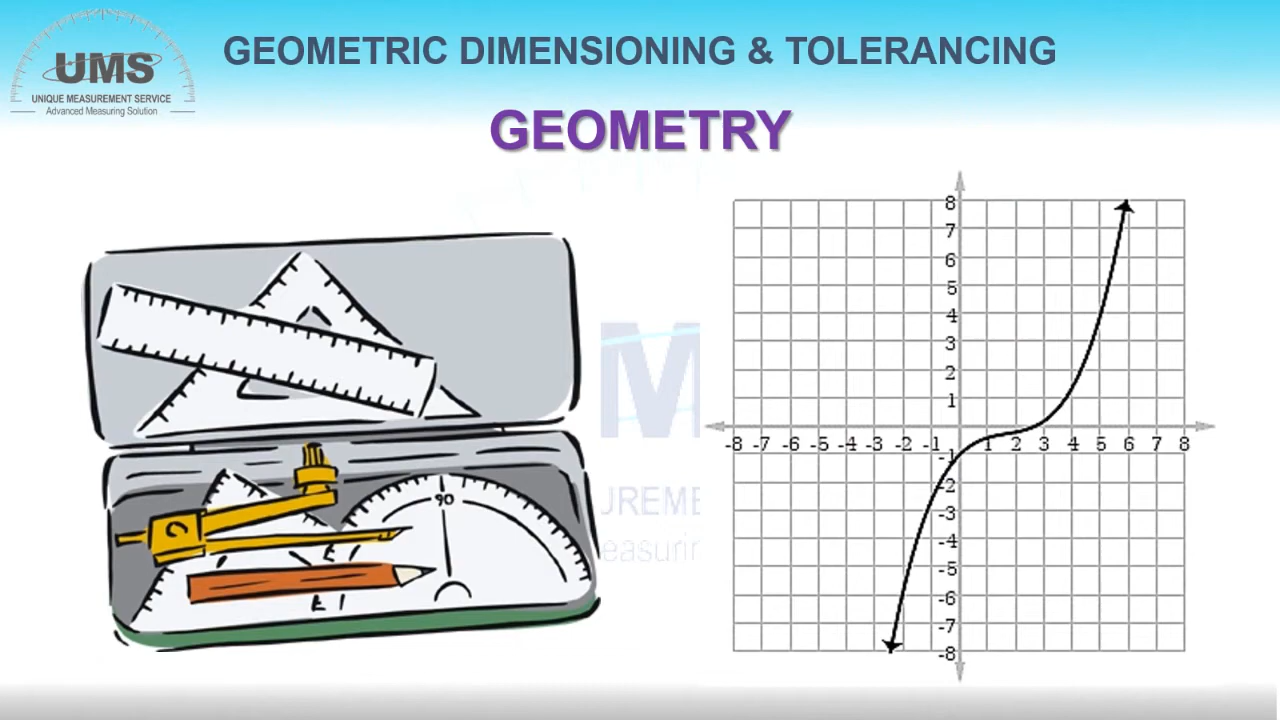 UMS
UNIQUE MEASUREMENT SERVICE
Advanced Measuring Solution
GEOMETRIC DIMENSIONING & TOLERANCING
GEOMETRY
90
8
7
6
5
4
3
2
1
-8 -7 -6 -5 -4 -3 -2 -1 1 2 3 4 5 6 7 8
-1
-2
-3
-4
-5
-6
-7
-8
M
UREME
easurin